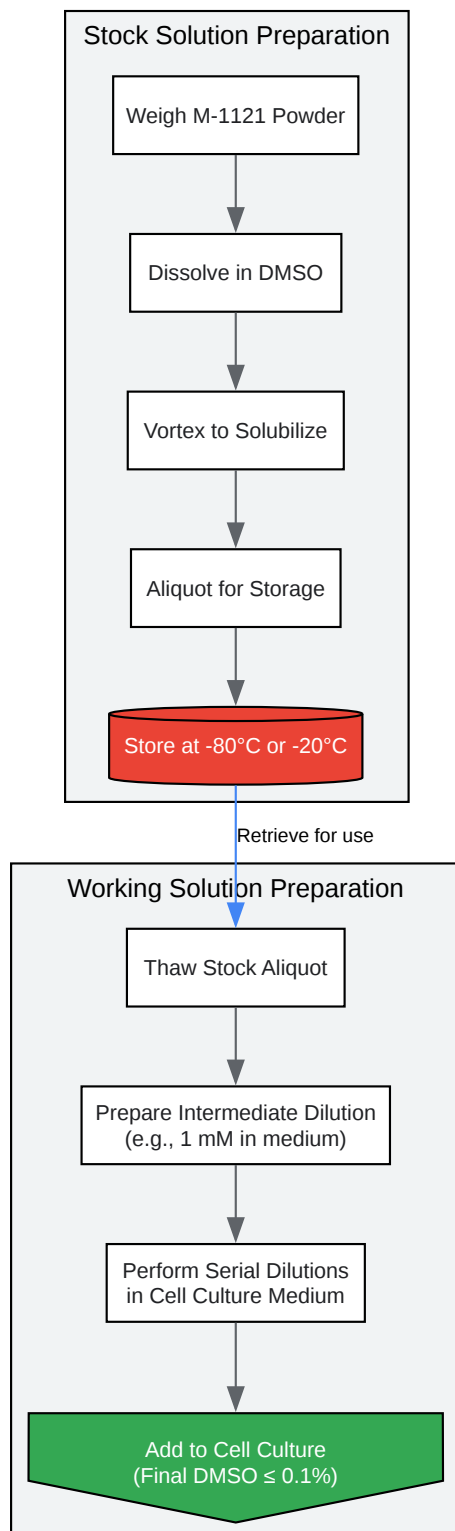 Stock Solution Preparation
Weigh M-1121 Powder
Dissolve in DMSO
Vortex to Solubilize
Aliquot for Storage
Store at -80°C or -20°C
Retrieve for use
Working Solution Preparation
Thaw Stock Aliquot
Prepare Intermediate Dilution
(e.g., 1 mM in medium)
Perform Serial Dilutions
in Cell Culture Medium
Add to Cell Culture
(Final DMSO ≤ 0.1%)